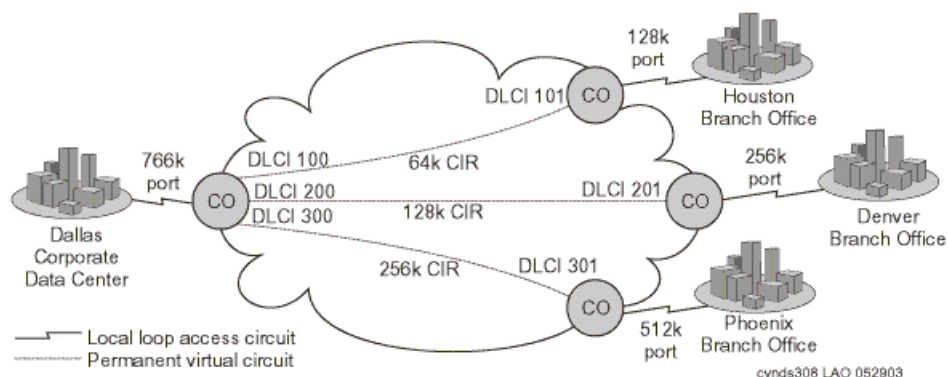 128k
port
Houston
Branch Office
DLCI 101
CO
DLCI 100
64k CIR
766k
port
CO
DLCI 200
DLCI 201
CO
128k CIR
256k
port
Denver
Branch Office
Dallas
Corporate
Data Center
DLCI 300
256k CIR
DLCI 301
CO
512k
port
Phoenix
Branch Office
Local loop access circuit
Permanent virtual circuit
cynds308 LAO 052903